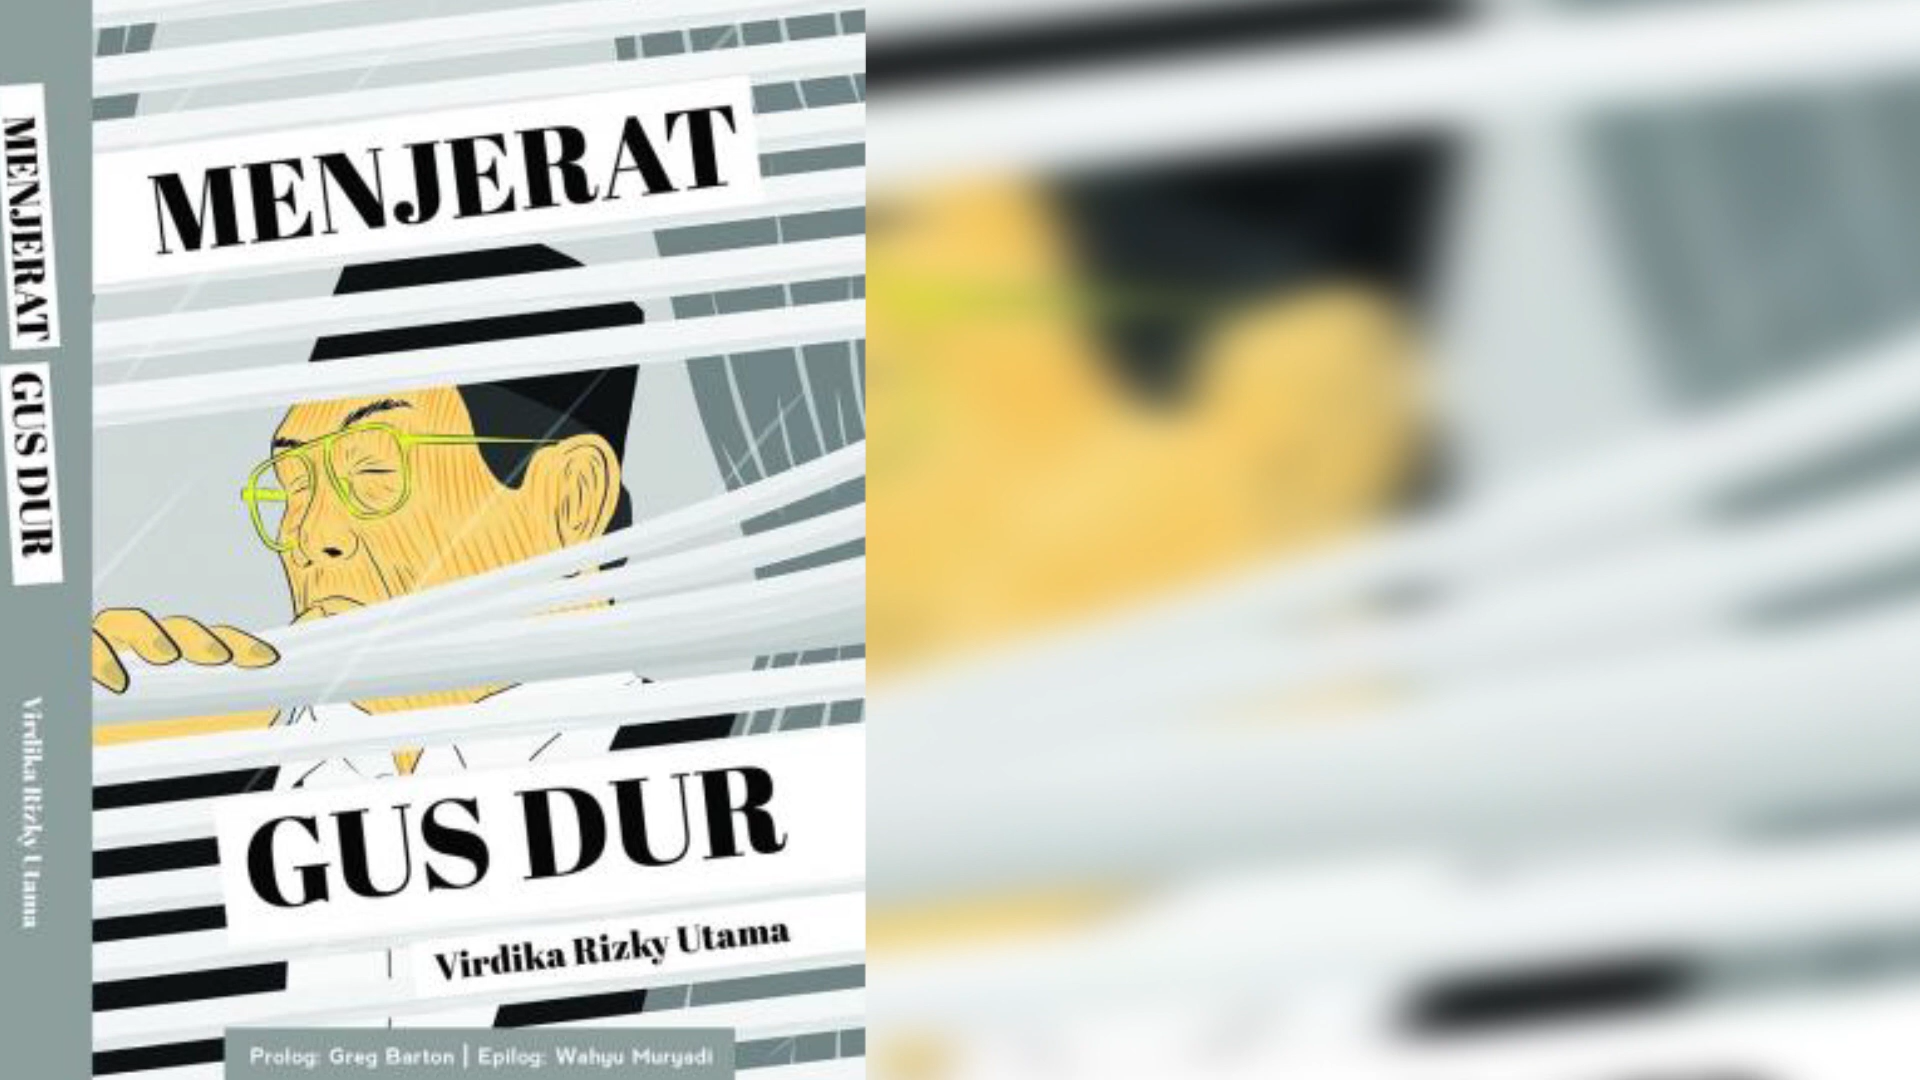 MENJERAT GUS DUR
Virdika Rizky Utama
MENJERAT
GUS DUR
Virdika Rizky Utama
Prolog: Greg Barton | Epilog: Wahyu Muryadi